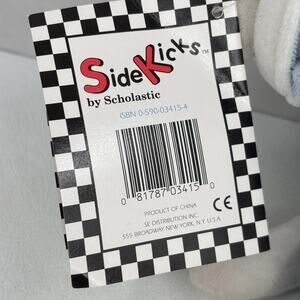 SideKicks™
by Scholastic
ISBN 0-590-03415-4
0 81787 03415 0
PRODUCT OF CHINA
SE DISTRIBUTION INC.
555 BROADWAY NEW YORK, N.Y. U.S.A.
CE